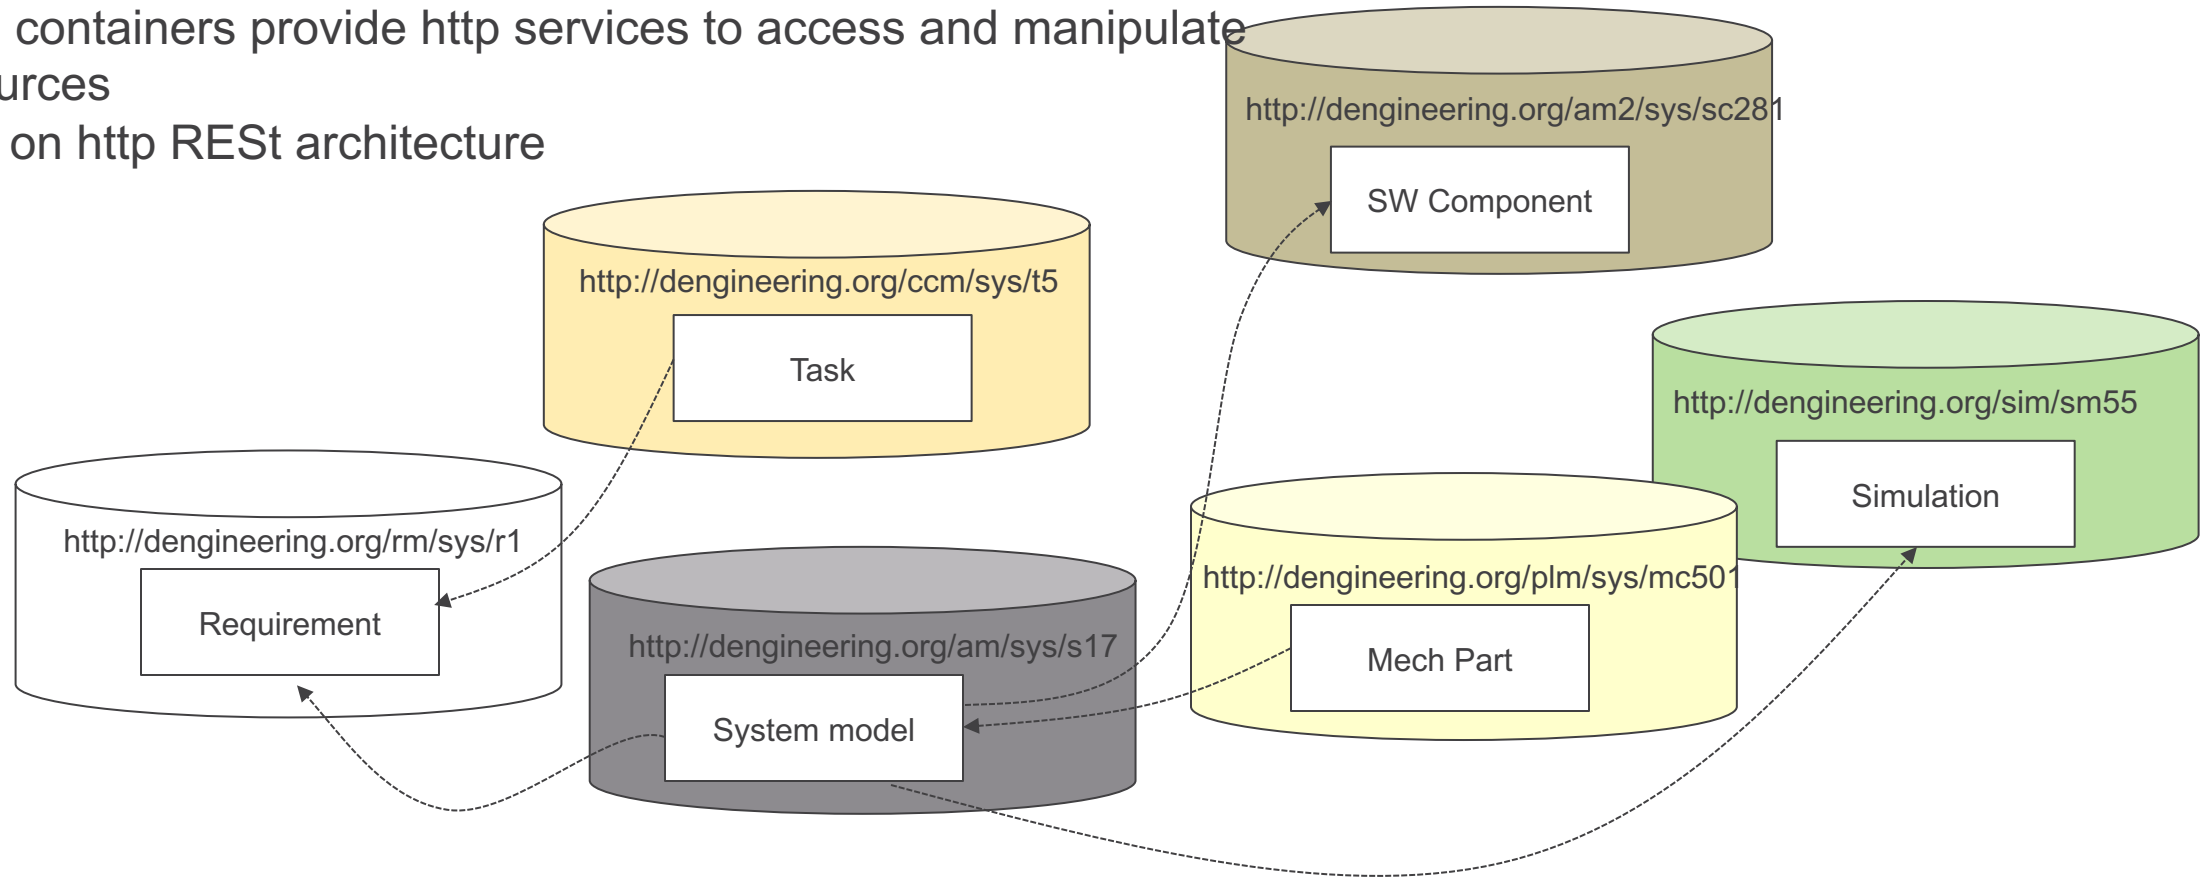 containers provide http services to access and manipulate
urces
on http RESt architecture
http://dengineering.org/am2/sys/sc281
SW Component
http://dengineering.org/ccm/sys/t5
Task
http://dengineering.org/sim/sm55
Simulation
http://dengineering.org/rm/sys/r1
Requirement
http://dengineering.org/plm/sys/mc501
Mech Part
http://dengineering.org/am/sys/s17
System model